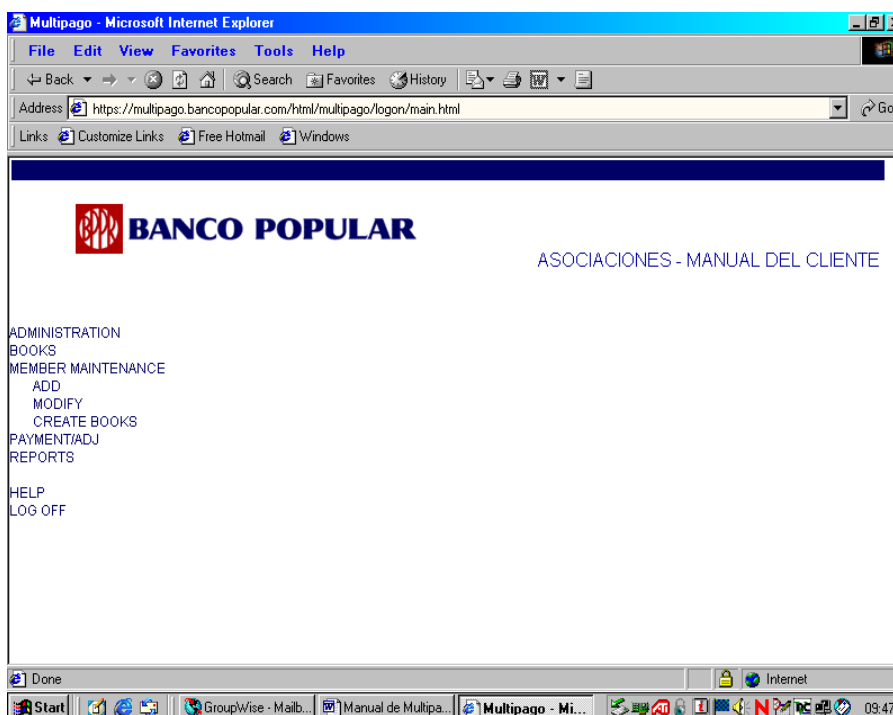 Multipago - Microsoft Internet Explorer
File Edit View Favorites Tools Help
Back Search Favorites History
Address https://multipago.bancopopular.com/html/multipago/logon/main.html Go
Links Customize Links Free Hotmail Windows
BANCO POPULAR
ASOCIACIONES - MANUAL DEL CLIENTE
ADMINISTRATION
BOOKS
MEMBER MAINTENANCE
ADD
MODIFY
CREATE BOOKS
PAYMENT/ADJ
REPORTS
HELP
LOG OFF
Done Internet
Start GroupWise - Mailb... Manual de Multipa... Multipago - Mi...